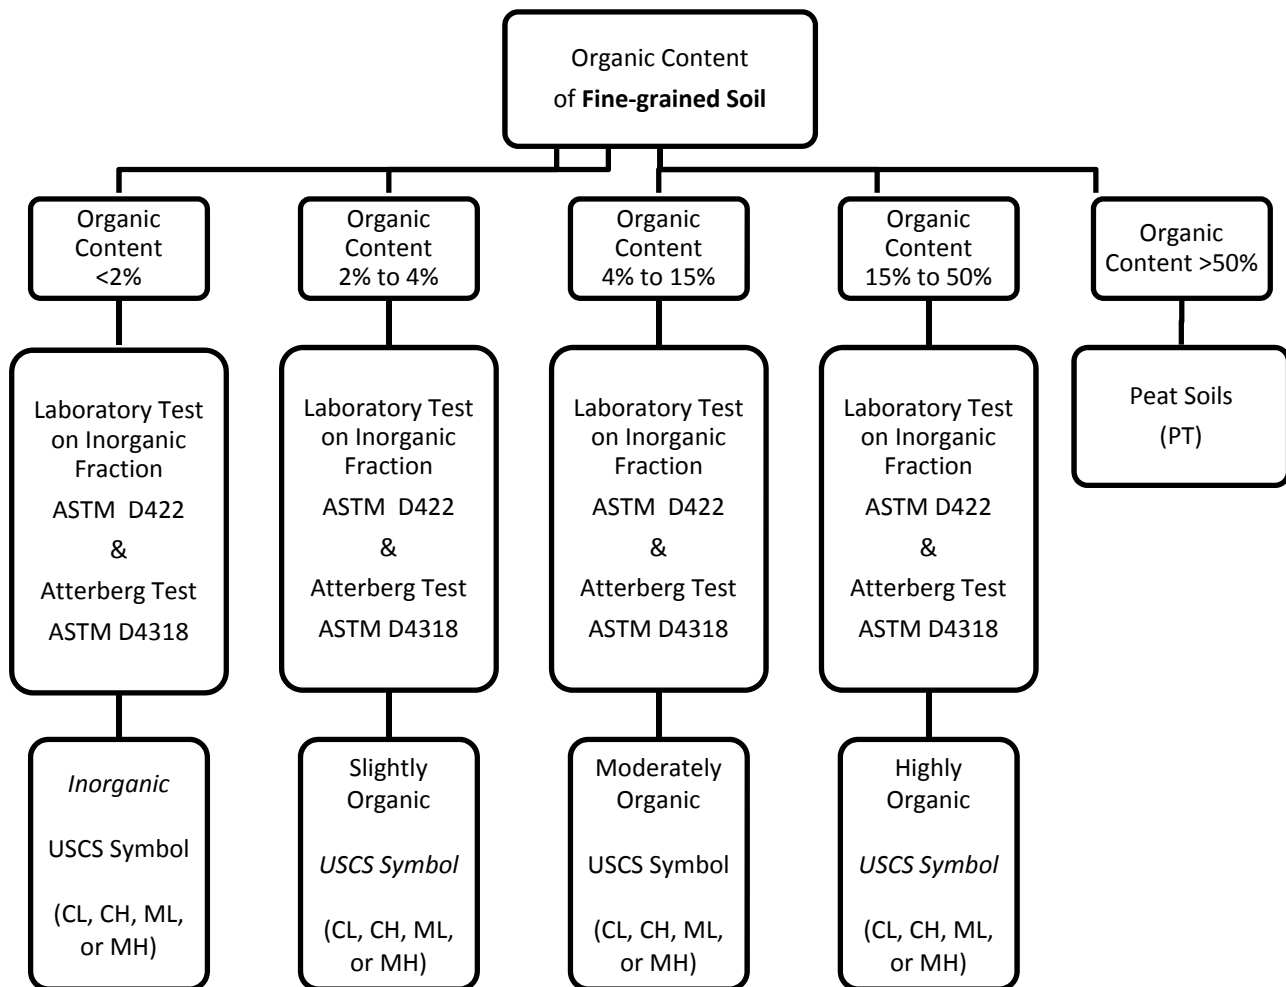 Organic Content
of Fine-grained Soil
Organic
Content
<2%
Organic
Content
2% to 4%
Organic
Content
4% to 15%
Organic
Content
15% to 50%
Organic
Content >50%
Laboratory Test
on Inorganic
Fraction
ASTM  D422
&
Atterberg Test
ASTM D4318
Laboratory Test
on Inorganic
Fraction
ASTM  D422
&
Atterberg Test
ASTM D4318
Laboratory Test
on Inorganic
Fraction
ASTM  D422
&
Atterberg Test
ASTM D4318
Laboratory Test
on Inorganic
Fraction
ASTM D422
&
Atterberg Test
ASTM D4318
Peat Soils
(PT)
Inorganic
USCS Symbol
(CL, CH, ML,
or MH)
Slightly
Organic
USCS Symbol
(CL, CH, ML,
or MH)
Moderately
Organic
USCS Symbol
(CL, CH, ML,
or MH)
Highly
Organic
USCS Symbol
(CL, CH, ML,
or MH)